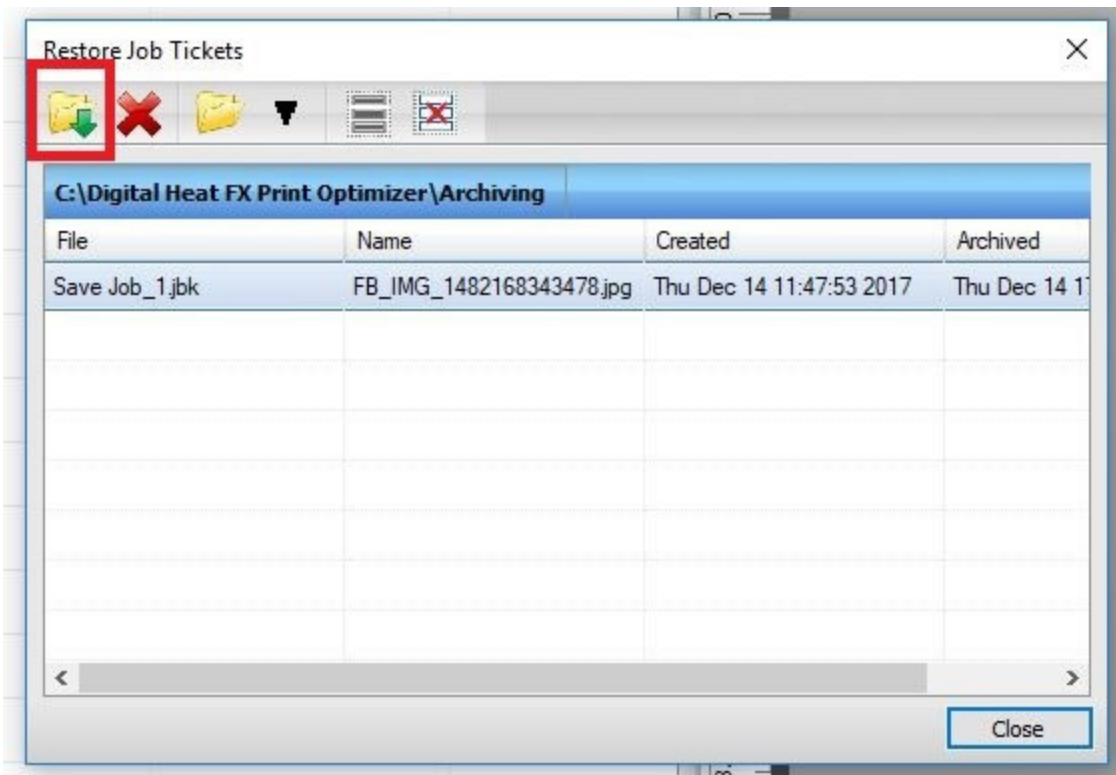 Restore Job Tickets
C:\Digital Heat FX Print Optimizer\Archiving
File Name Created Archived
Save Job_1.jbk FB_IMG_1482168343478.jpg Thu Dec 14 11:47:53 2017 Thu Dec 14
Close